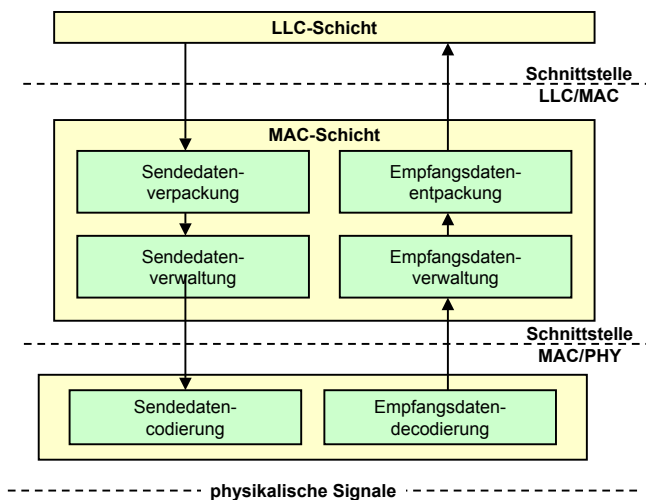 LLC-Schicht
Schnittstelle
LLC/MAC
MAC-Schicht
Sendedaten-
verpackung
Empfangsdaten-
entpackung
Sendedaten-
verwaltung
Empfangsdaten-
verwaltung
Schnittstelle
MAC/PHY
Sendedaten-
codierung
Empfangsdaten-
decodierung
physikalische Signale